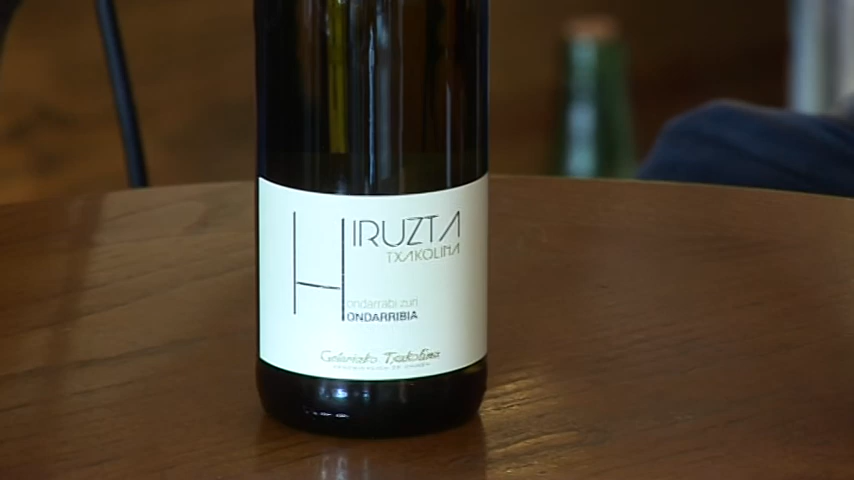 HIRUZTA
TXAKOLINA
Hondarrabi zuri
HONDARRIBIA
Getariako Txakolina